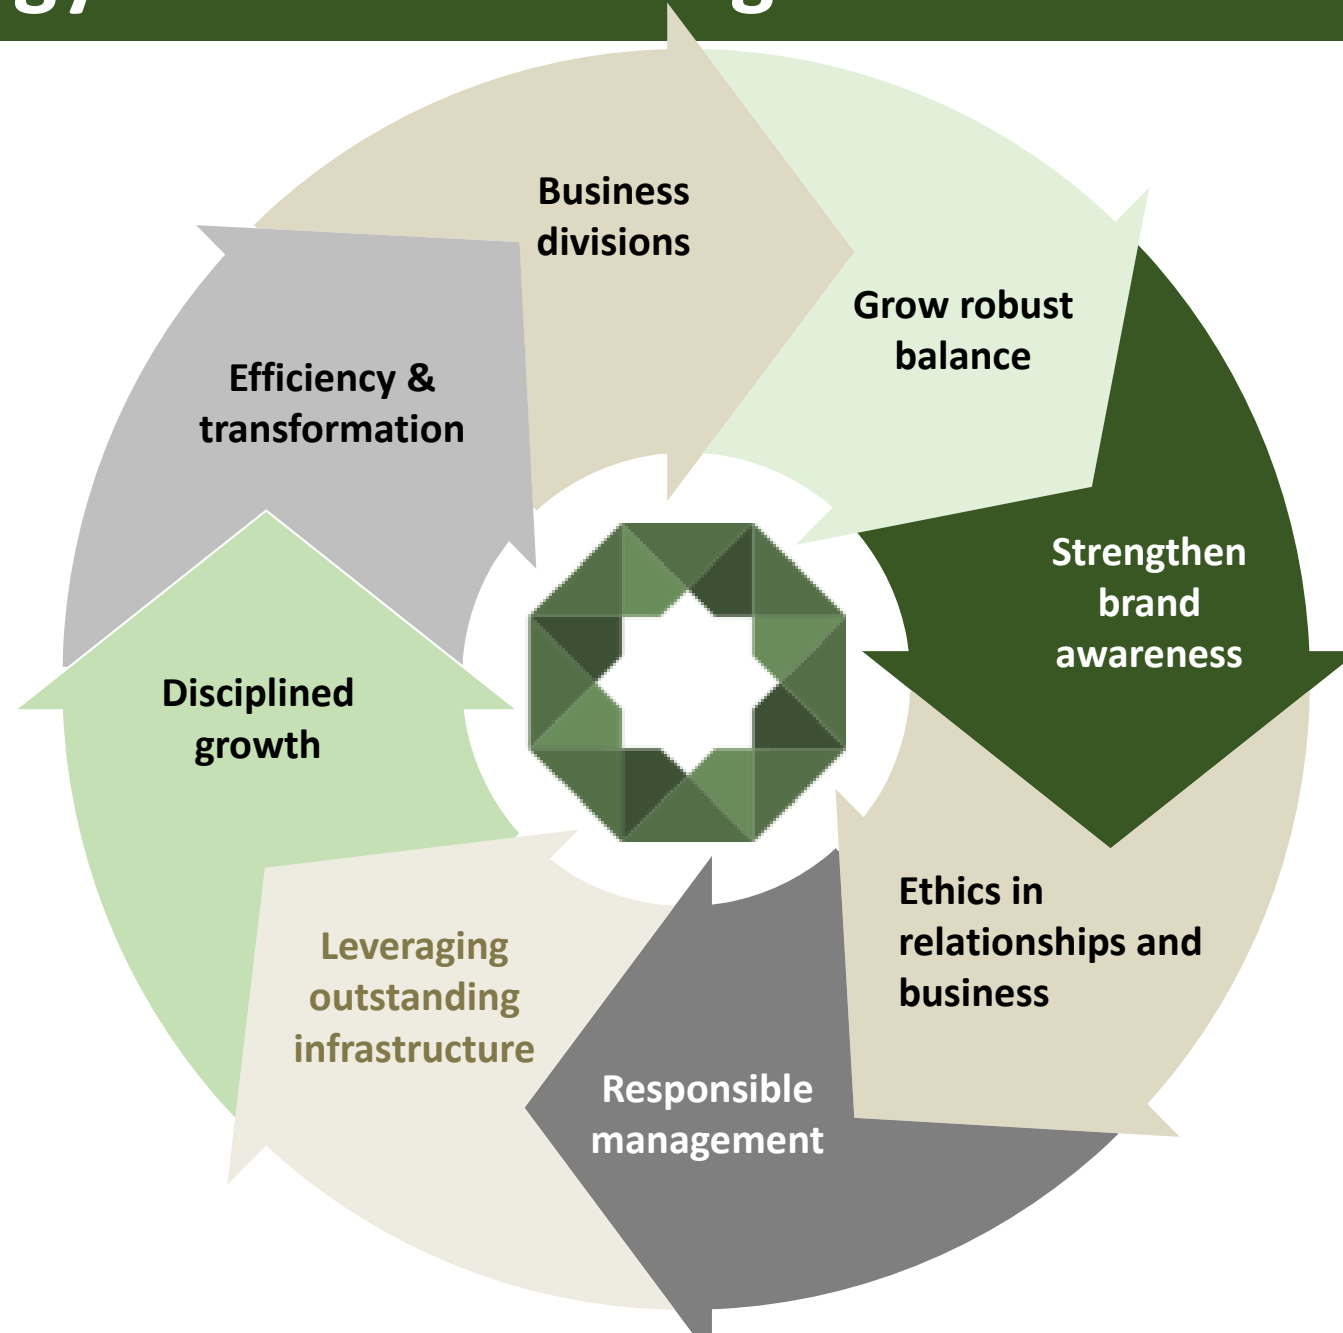 Business
divisions
Grow robust
balance
Strengthen
brand
awareness
Ethics in
relationships and
business
Responsible
management
Leveraging
outstanding
infrastructure
Disciplined
growth
Efficiency &
transformation